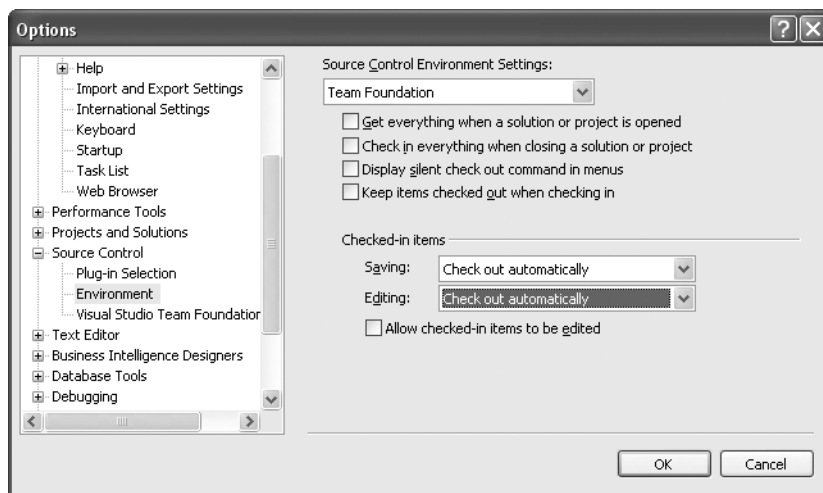 Options
Help
Import and Export Settings
International Settings
Keyboard
Startup
Task List
Web Browser
Performance Tools
Projects and Solutions
Source Control
Plug-in Selection
Environment
Visual Studio Team Foundation
Text Editor
Business Intelligence Designers
Database Tools
Debugging
Source Control Environment Settings:
Team Foundation
Get everything when a solution or project is opened
Check in everything when closing a solution or project
Display silent check out command in menus
Keep items checked out when checking in
Checked-in items
Saving: Check out automatically
Editing: Check out automatically
Allow checked-in items to be edited
OK Cancel